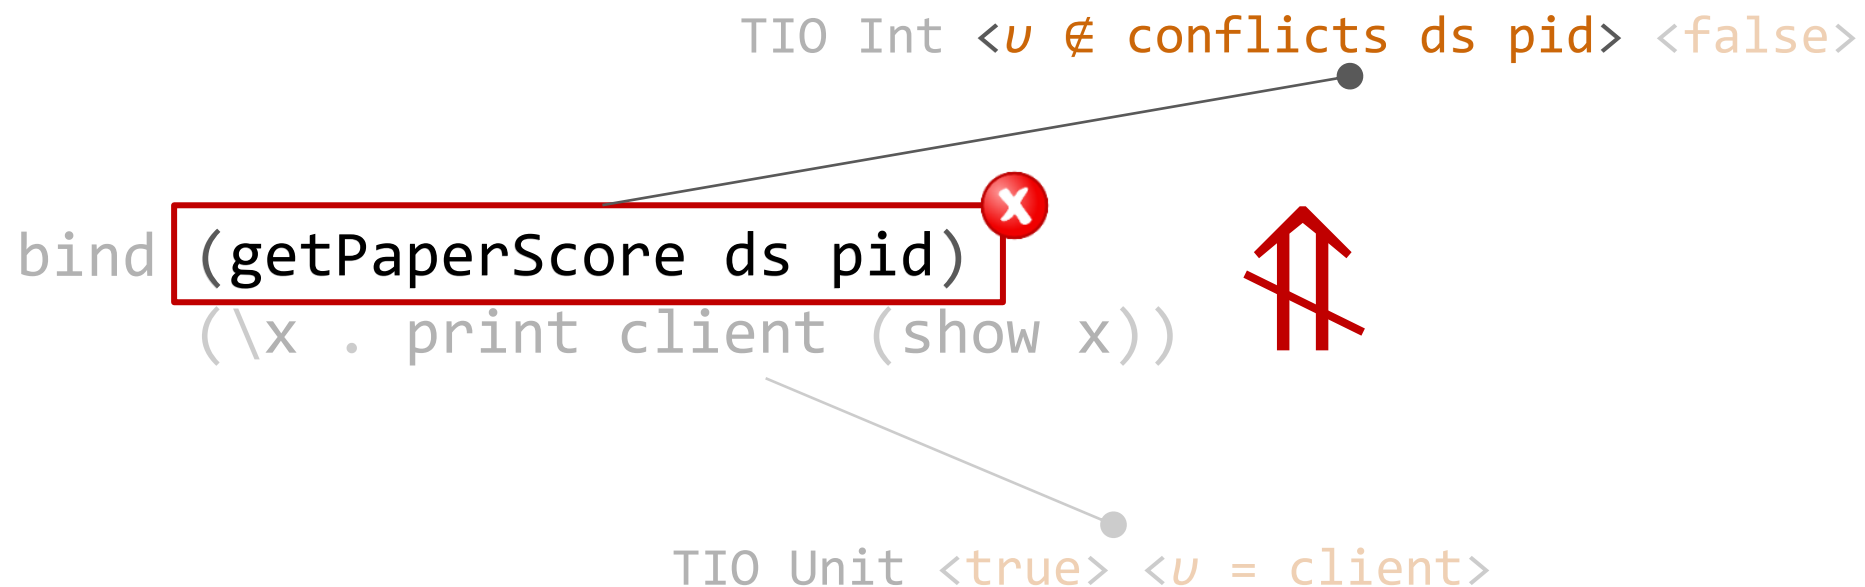 TIO Int <υ ∉ conflicts ds pid> <false>
X
bind (getPaperScore ds pid)
(\x . print client (show x))
TIO Unit <true> <υ = client>